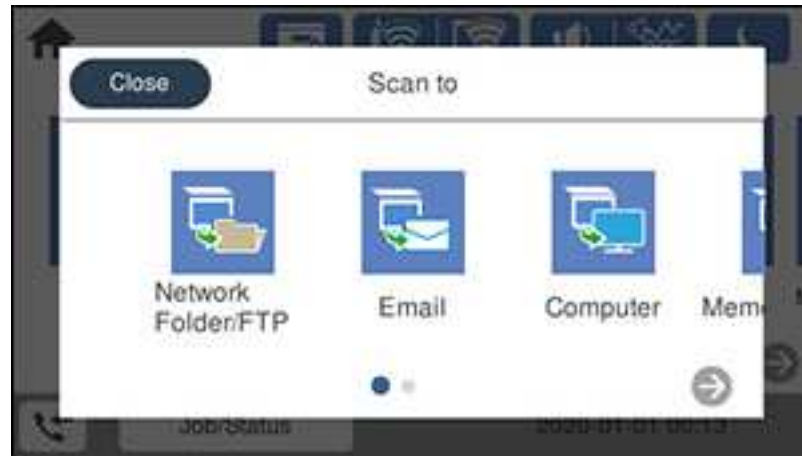 Close
Scan to
Network
Folder/FTP
Email
Computer
Mem
Job/Status
2020-01-01 00:13